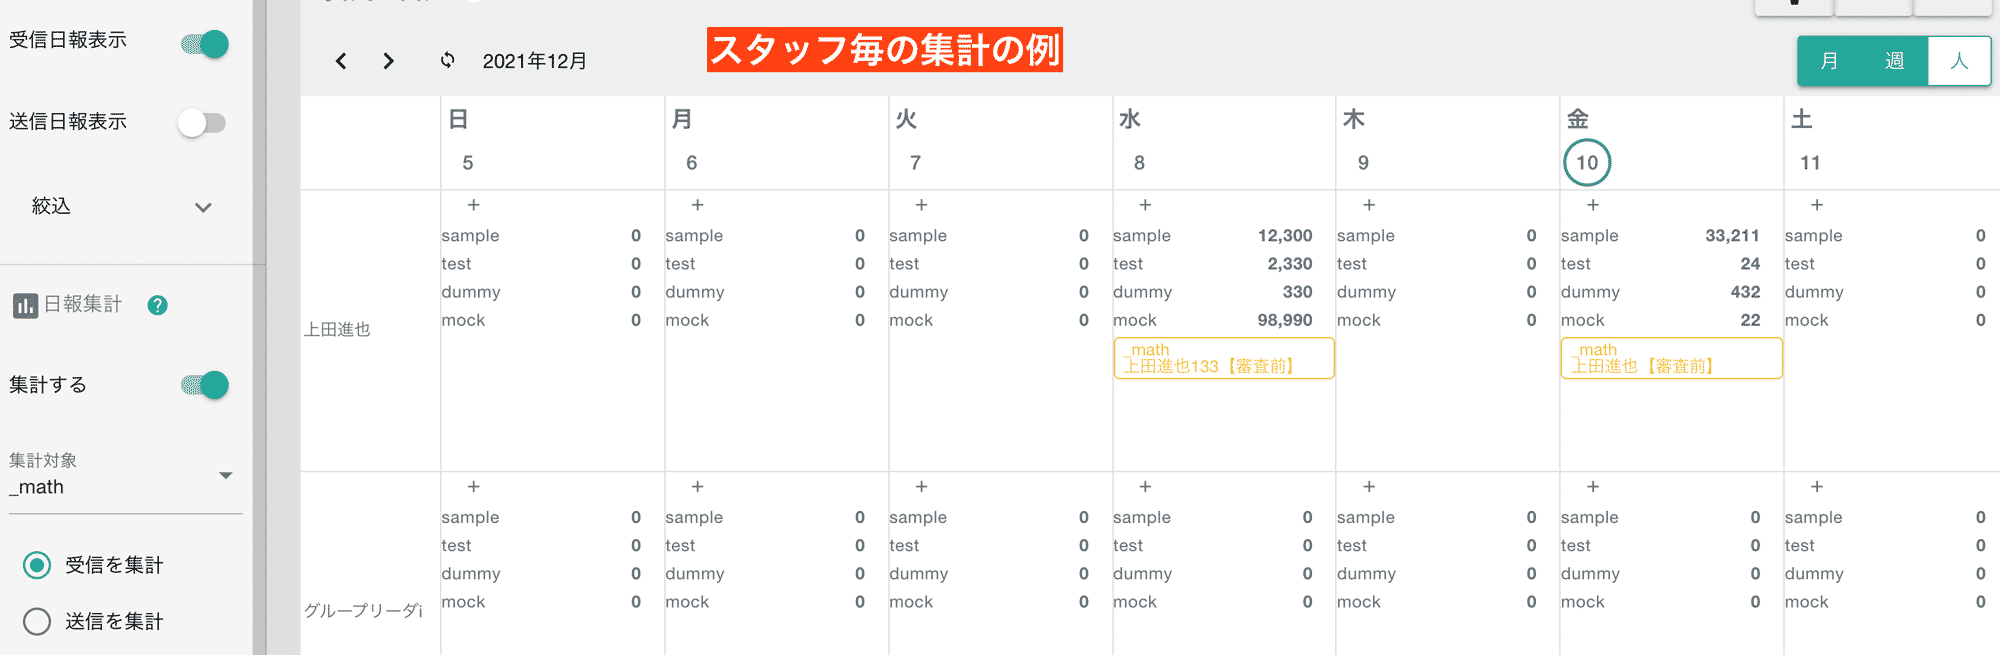 受信日報表示
送信日報表示
絞込
日報集計
?
集計する
集計対象
_math
受信を集計
送信を集計
2021年12月
スタッフ毎の集計の例
月 週 人
日 月 火 水 木 金 土
5 6 7 8 9 10 11
+ + + + + + +
上田進也
sample 0 sample 0 sample 0 sample 12,300 sample 0 sample 33,211 sample 0
test 0 test 0 test 0 test 2,330 test 0 test 24 test 0
dummy 0 dummy 0 dummy 0 dummy 330 dummy 0 dummy 432 dummy 0
mock 0 mock 0 mock 0 mock 98,990 mock 0 mock 22 mock 0
_math _math
上田進也133【審査前】 上田進也【審査前】
+ + + + + + +
グループリーダi
sample 0 sample 0 sample 0 sample 0 sample 0 sample 0 sample 0
test 0 test 0 test 0 test 0 test 0 test 0 test 0
dummy 0 dummy 0 dummy 0 dummy 0 dummy 0 dummy 0 dummy 0
mock 0 mock 0 mock 0 mock 0 mock 0 mock 0 mock 0